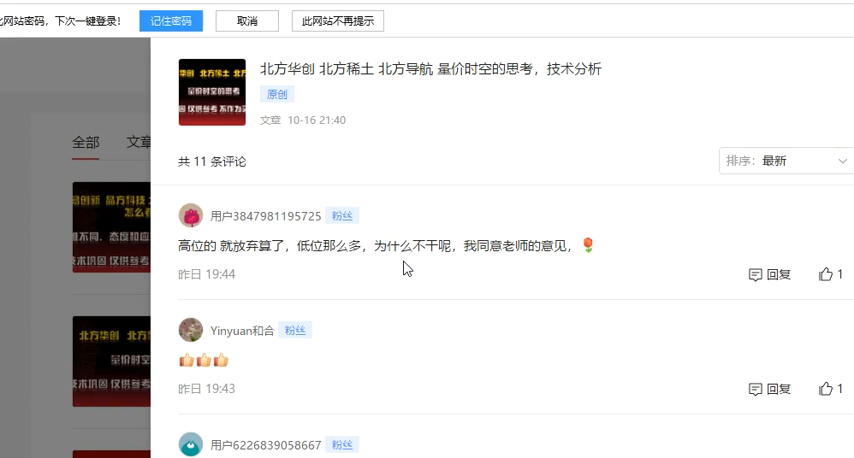 此网站密码，下次一键登录！ 记住密码 取消 此网站不再提示
北方华创 北方稀土 北方导航 量价时空的思考，技术分析
原创
文章 10-16 21:40
全部 文章
共 11 条评论 排序：最新
用户3847981195725 粉丝
高位的 就放弃算了，低位那么多，为什么不干呢，我同意老师的意见，🌹
昨日 19:44 回复 1
Yinyuan和合 粉丝
👍👍👍
昨日 19:43 回复 1
用户6226839058667 粉丝
量价时空的思考